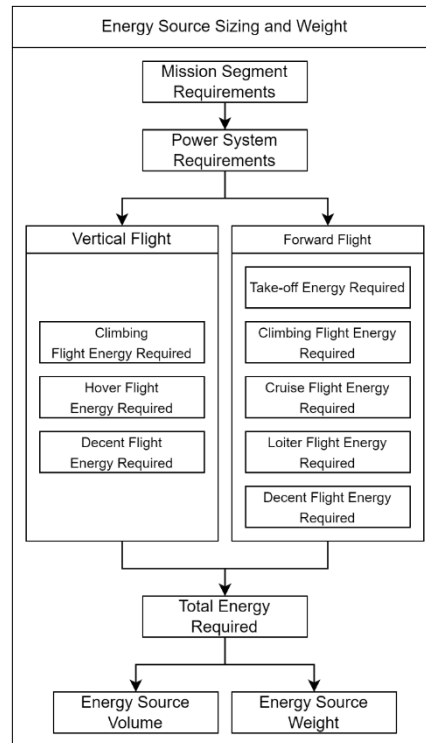 Energy Source Sizing and Weight
Mission Segment
Requirements
Power System
Requirements
Vertical Flight
Climbing
Flight Energy Required
Hover Flight
Energy Required
Decent Flight
Energy Required
Forward Flight
Take-off Energy Required
Climbing Flight Energy
Required
Cruise Flight Energy
Required
Loiter Flight Energy
Required
Decent Flight Energy
Required
Total Energy
Required
Energy Source
Volume
Energy Source
Weight